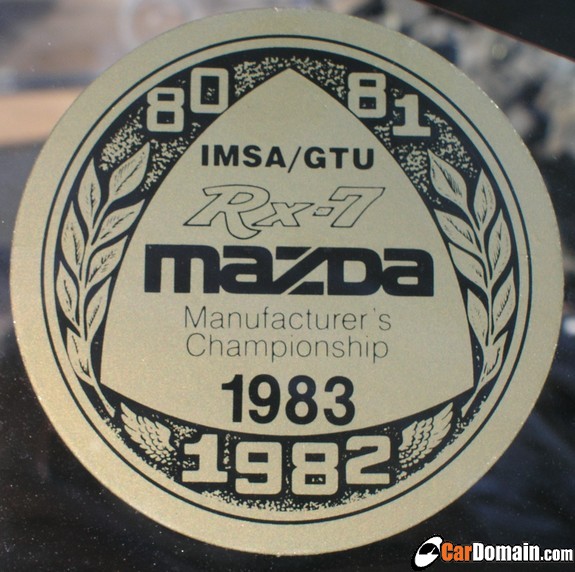 80 81
IMSA/GTU
Rx-7
mazda
Manufacturer's
Championship
1983
1982
CarDomain.com